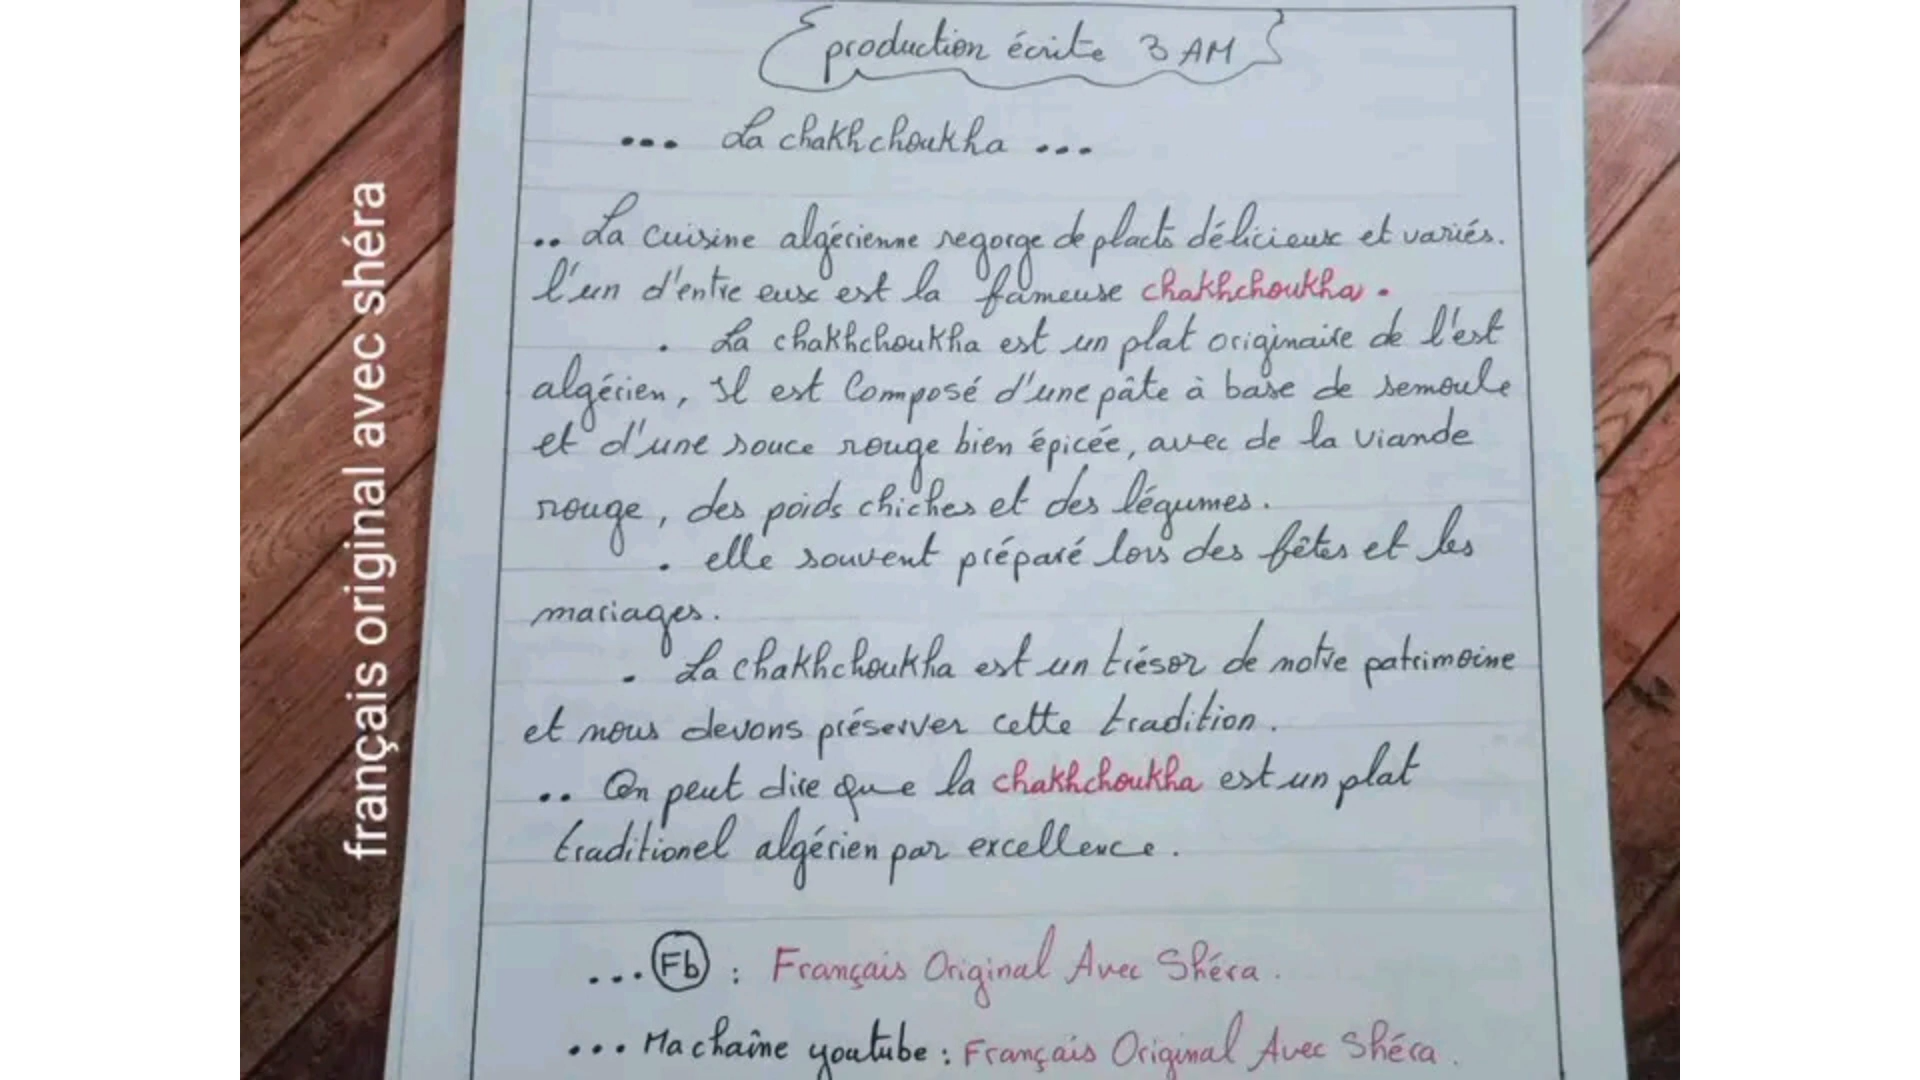 production écrite 3 AM
... La chakhchoukha ...
.. La cuisine algérienne regorge de plats délicieux et variés.
l'un d'entre eux est la fameuse chakhchoukha.
. La chakhchoukha est un plat originaire de l'est
algérien, Il est Composé d'une pâte à base de semoule
et d'une souce rouge bien épicée, avec de la viande
rouge, des poids chiches et des légumes.
. elle souvent préparé lors des fêtes et les
mariages.
. La chakhchoukha est un trésor de notre patrimoine
et nous devons préserver cette tradition.
.. On peut dire que la chakhchoukha est un plat
traditionel algérien par excellence.
... Fb : Français Original Avec Shéra.
... Ma chaîne youtube : Français Original Avec Shéra.
français original avec shéra